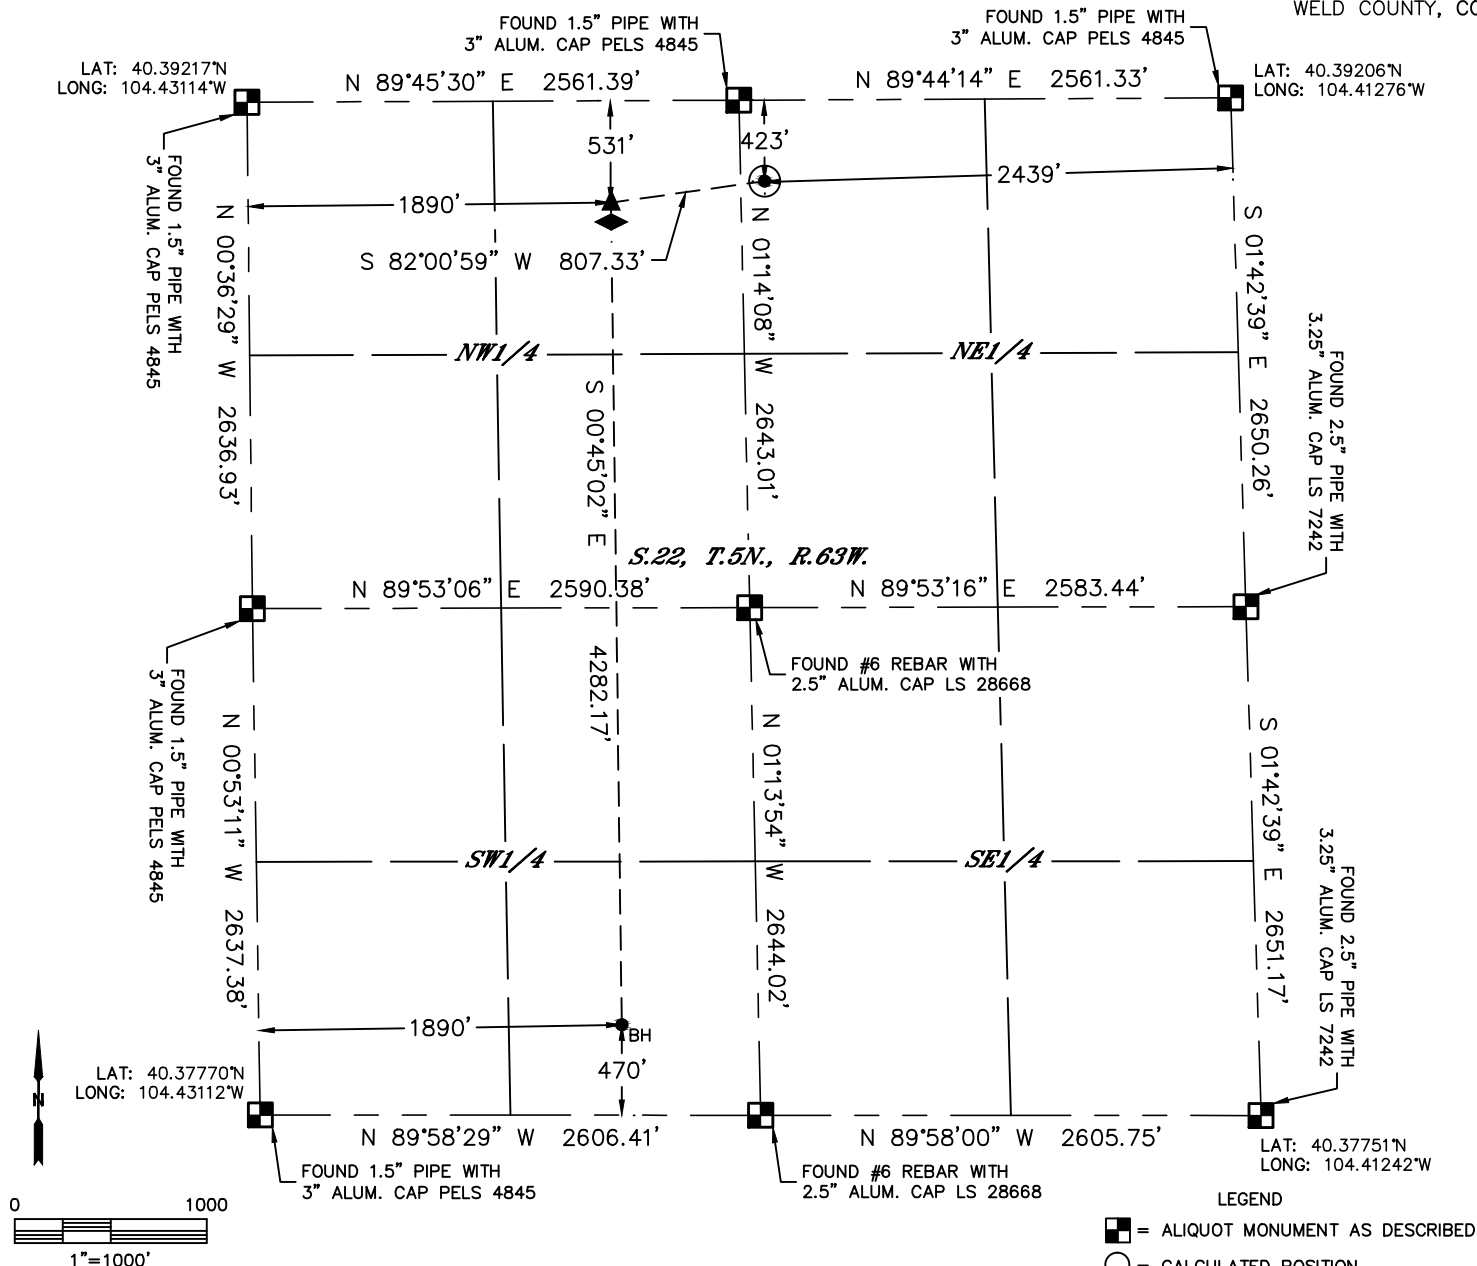 WELD COUNTY, CO
FOUND 1.5" PIPE WITH
3" ALUM. CAP PELS 4845
FOUND 1.5" PIPE WITH
3" ALUM. CAP PELS 4845
LAT: 40.39217°N
LONG: 104.43114°W
N 89°45'30" E 2561.39'
N 89°44'14" E 2561.33'
LAT: 40.39206°N
LONG: 104.41276°W
531'
423'
FOUND 1.5" PIPE WITH
3" ALUM. CAP PELS 4845
1890'
2439'
S 82°00'59" W 807.33'
N 00°36'29" W 2636.93'
N 01°14'08" W 2643.01'
S 01°42'39" E 2650.26'
NW1/4
NE1/4
FOUND 2.5" PIPE WITH
3.25" ALUM. CAP LS 7242
S 00°45'02" E 4282.17'
S.22, T.5N., R.63W.
N 89°53'06" E 2590.38'
N 89°53'16" E 2583.44'
FOUND #6 REBAR WITH
2.5" ALUM. CAP LS 28668
FOUND 1.5" PIPE WITH
3" ALUM. CAP PELS 4845
N 00°53'11" W 2637.38'
N 01°13'54" W 2644.02'
S 01°42'39" E 2651.17'
SW1/4
SE1/4
FOUND 2.5" PIPE WITH
3.25" ALUM. CAP LS 7242
1890'
BH
470'
LAT: 40.37770°N
LONG: 104.43112°W
N
N 89°58'29" W 2606.41'
N 89°58'00" W 2605.75'
LAT: 40.37751°N
LONG: 104.41242°W
FOUND 1.5" PIPE WITH
3" ALUM. CAP PELS 4845
FOUND #6 REBAR WITH
2.5" ALUM. CAP LS 28668
0 1000
1"=1000'
LEGEND
= ALIQUOT MONUMENT AS DESCRIBED
= CALCULATED POSITION